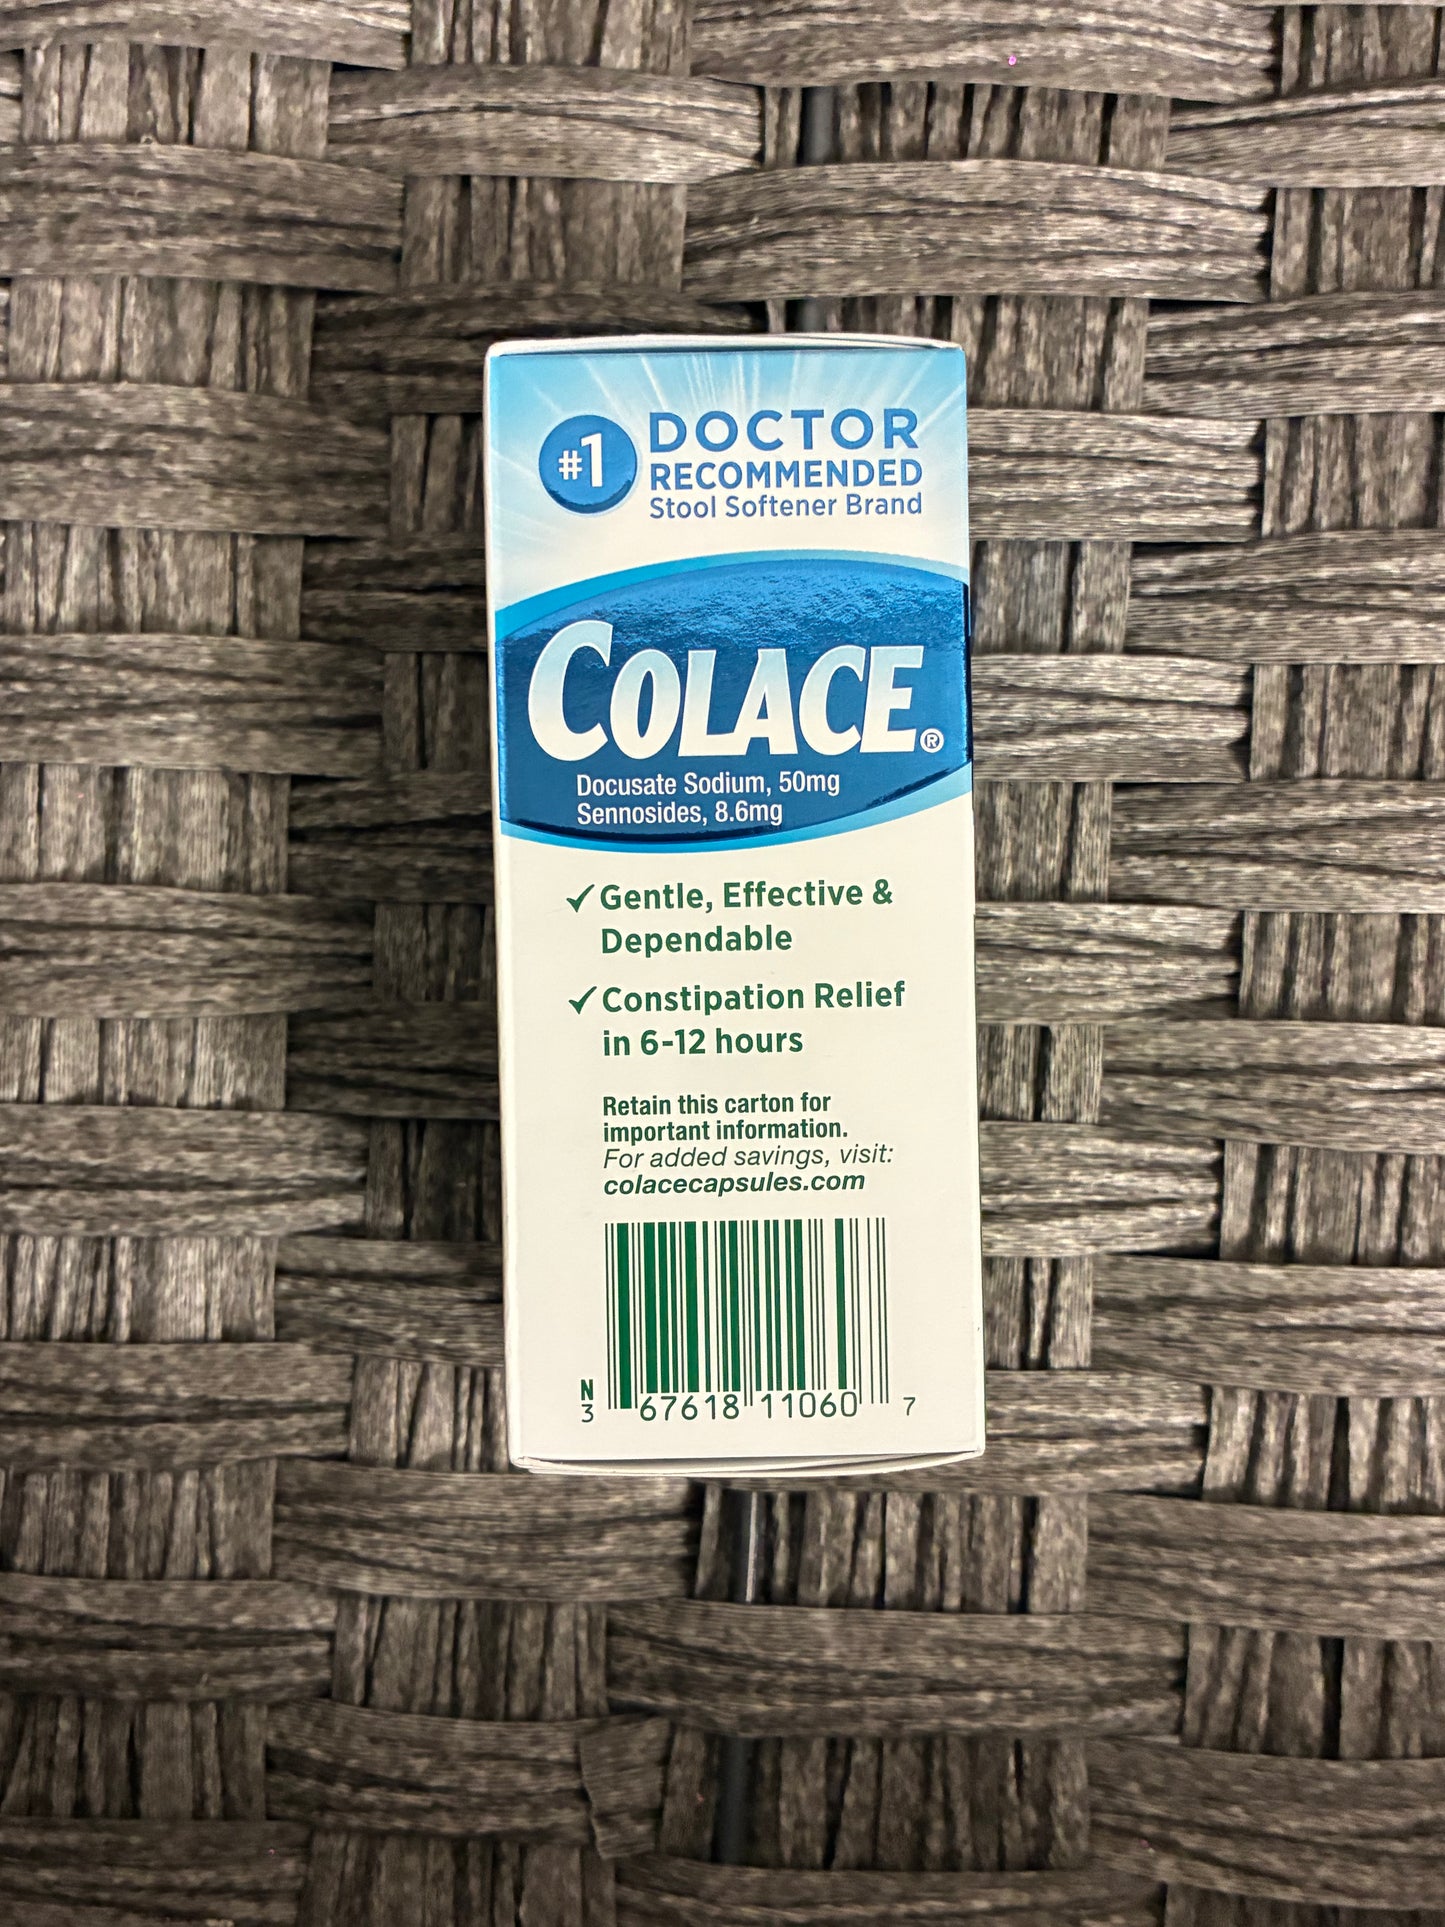 #1 DOCTOR
RECOMMENDED
Stool Softener Brand
COLACE®
Docusate Sodium, 50mg
Sennosides, 8.6mg
✓ Gentle, Effective &
Dependable
✓ Constipation Relief
in 6-12 hours
Retain this carton for
important information.
For added savings, visit:
colacecapsules.com
N
3 67618 11060 7